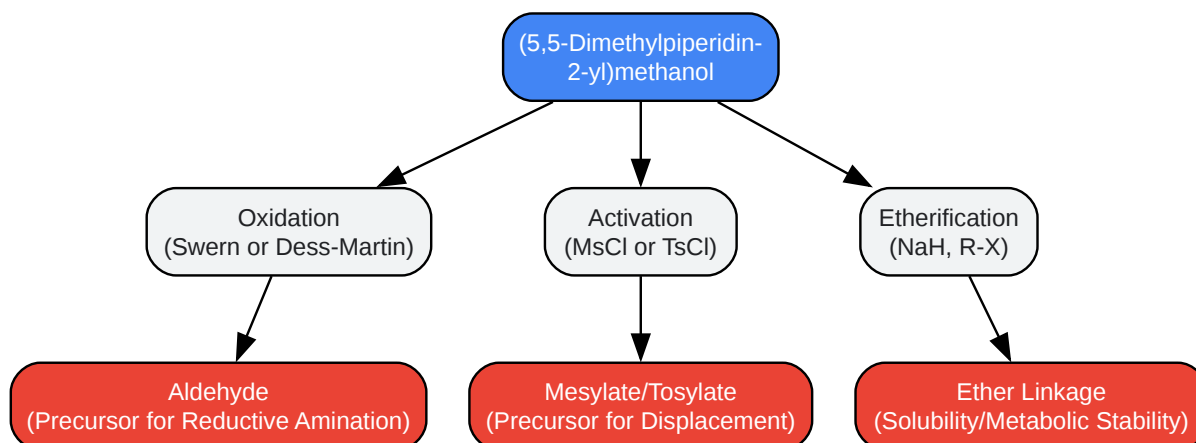 (5,5-Dimethylpiperidin-
2-yl)methanol
Oxidation
(Swern or Dess-Martin)
Activation
(MsCl or TsCl)
Etherification
(NaH, R-X)
Aldehyde
(Precursor for Reductive Amination)
Mesylate/Tosylate
(Precursor for Displacement)
Ether Linkage
(Solubility/Metabolic Stability)